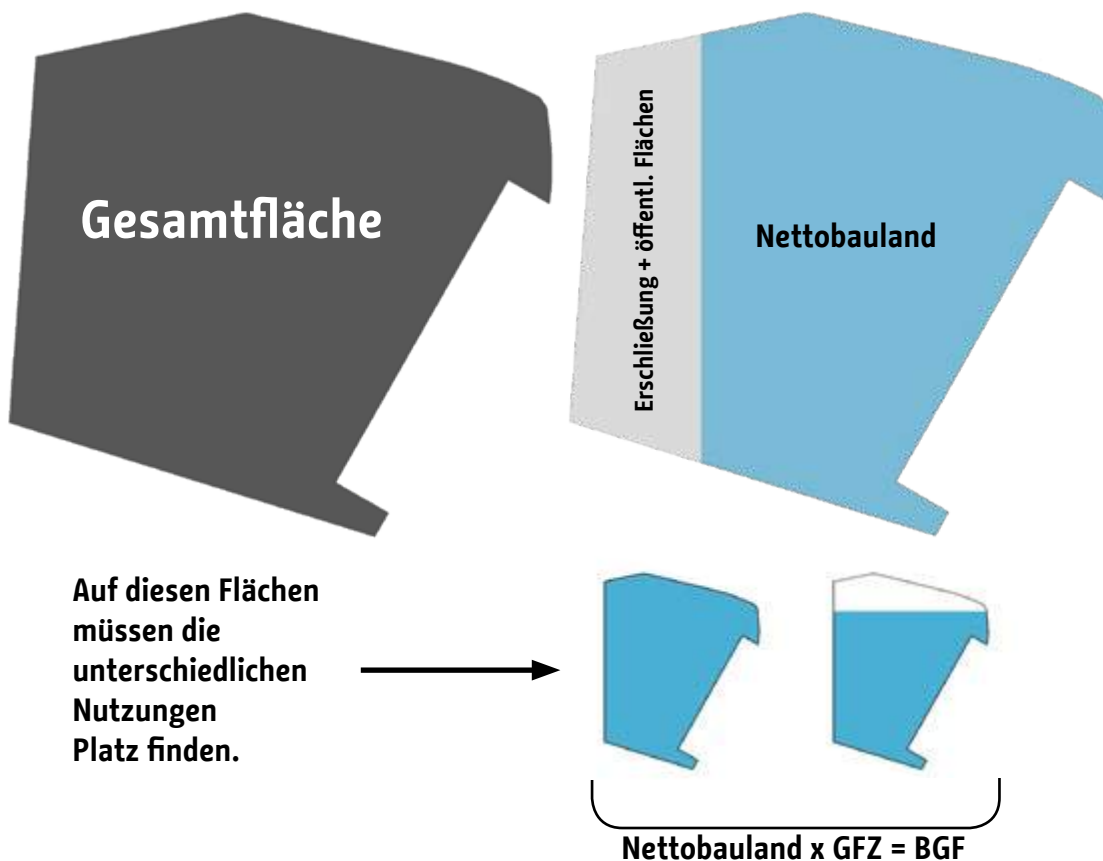 Gesamtfläche
Erschließung + öffentl. Flächen
Nettobauland
Auf diesen Flächen
müssen die
unterschiedlichen
Nutzungen
Platz finden.
Nettobauland x GFZ = BGF